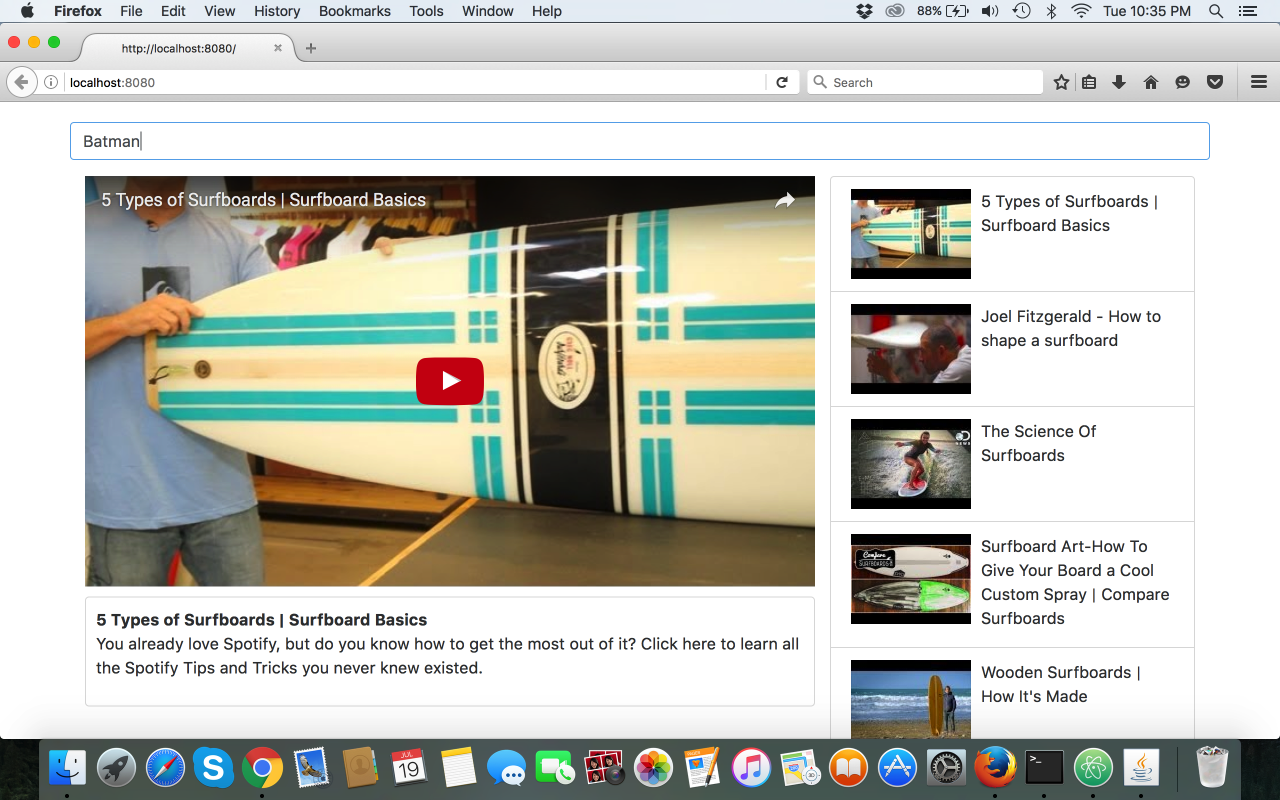 Firefox File Edit View History Bookmarks Tools Window Help 88% Tue 10:35 PM
http://localhost:8080/
localhost:8080
Search
Batman
5 Types of Surfboards | Surfboard Basics
5 Types of Surfboards | Surfboard Basics
You already love Spotify, but do you know how to get the most out of it? Click here to learn all
the Spotify Tips and Tricks you never knew existed.
5 Types of Surfboards |
Surfboard Basics
Joel Fitzgerald - How to
shape a surfboard
The Science Of
Surfboards
NEWS
Surfboard Art-How To
Give Your Board a Cool
Custom Spray | Compare
Surfboards
Compare
SURFBOARDS
Wooden Surfboards |
How It's Made
JUL
19